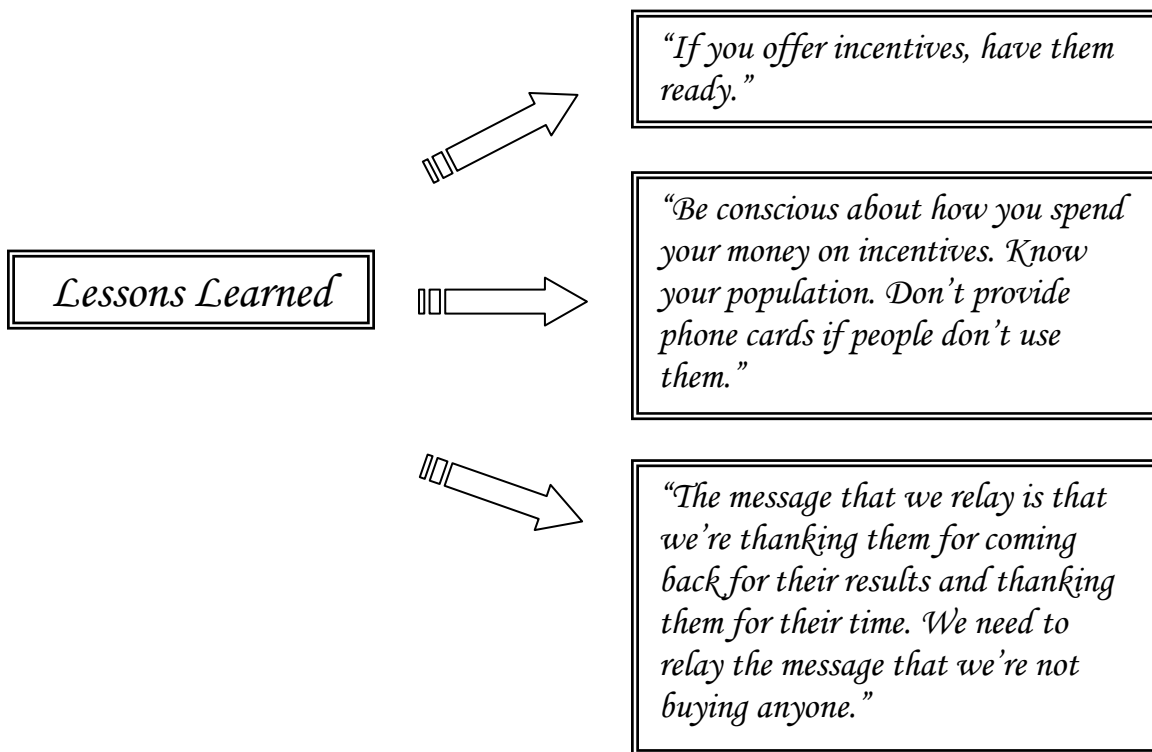 Lessons Learned
“If you offer incentives, have them
ready.”
“Be conscious about how you spend
your money on incentives. Know
your population. Don’t provide
phone cards if people don’t use
them.”
“The message that we relay is that
we’re thanking them for coming
back for their results and thanking
them for their time. We need to
relay the message that we’re not
buying anyone.”